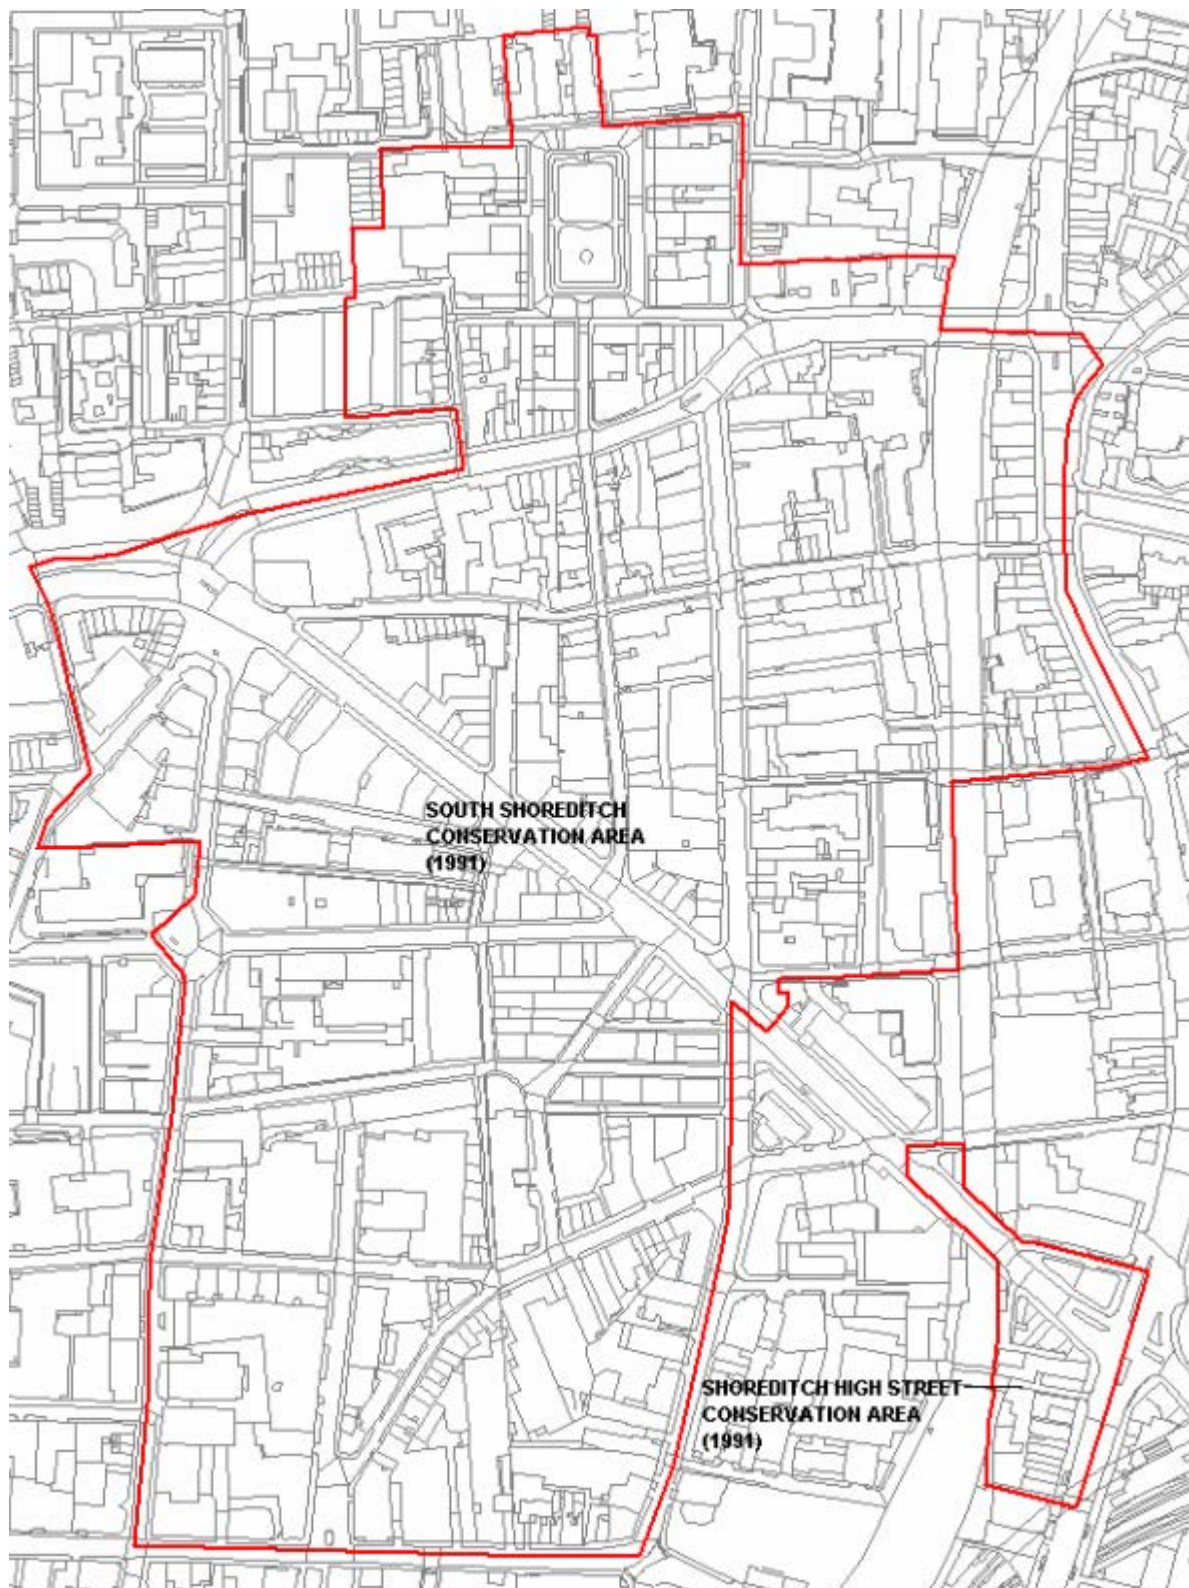 SOUTH SHOREDITCH
CONSERVATION AREA
(1991)
SHOREDITCH HIGH STREET
CONSERVATION AREA
(1991)